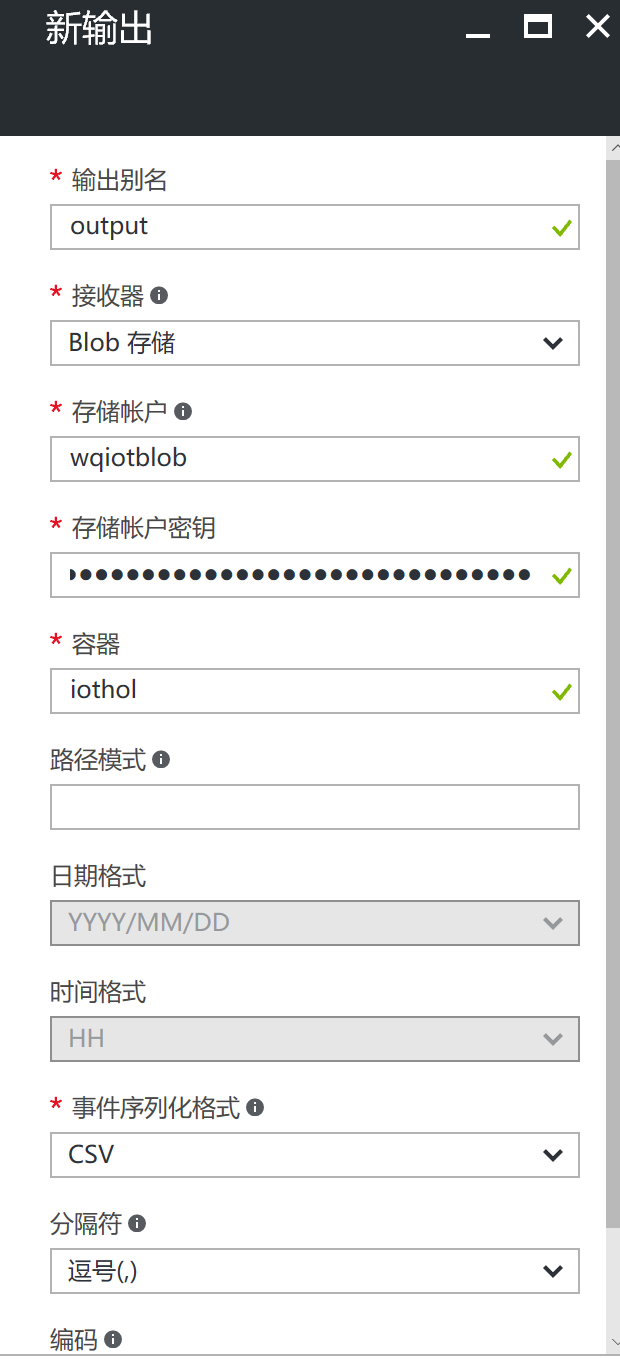 新输出
* 输出别名
output
* 接收器
Blob 存储
* 存储帐户
wqiotblob
* 存储帐户密钥
●●●●●●●●●●●●●●●●●●●●●●●●●●●●●●
* 容器
iothol
路径模式
日期格式
YYYY/MM/DD
时间格式
HH
* 事件序列化格式
CSV
分隔符
逗号(,)
编码